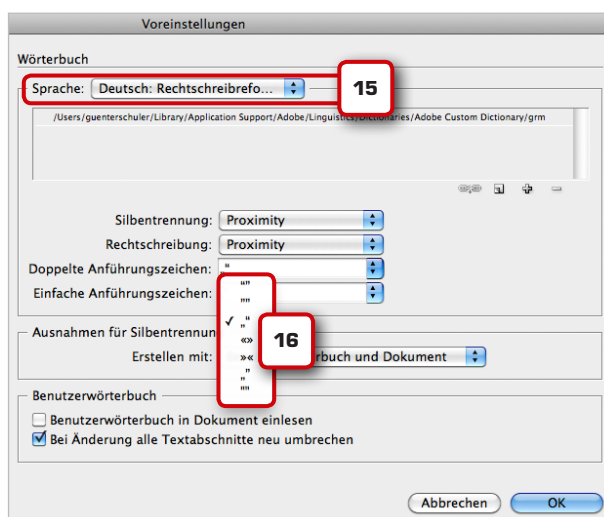 Voreinstellungen
Wörterbuch
Sprache: Deutsch: Rechtschreibrefo... 15
/Users/guenterschuler/Library/Application Support/Adobe/Linguistics/Dictionaries/Adobe Custom Dictionary/grm
Silbentrennung: Proximity
Rechtschreibung: Proximity
Doppelte Anführungszeichen: „“
Einfache Anführungszeichen:
“”
""
✓ „“
«»
»«
„”
””
16
Ausnahmen für Silbentrennun
Erstellen mit: rbuch und Dokument
Benutzerwörterbuch
Benutzerwörterbuch in Dokument einlesen
Bei Änderung alle Textabschnitte neu umbrechen
Abbrechen OK